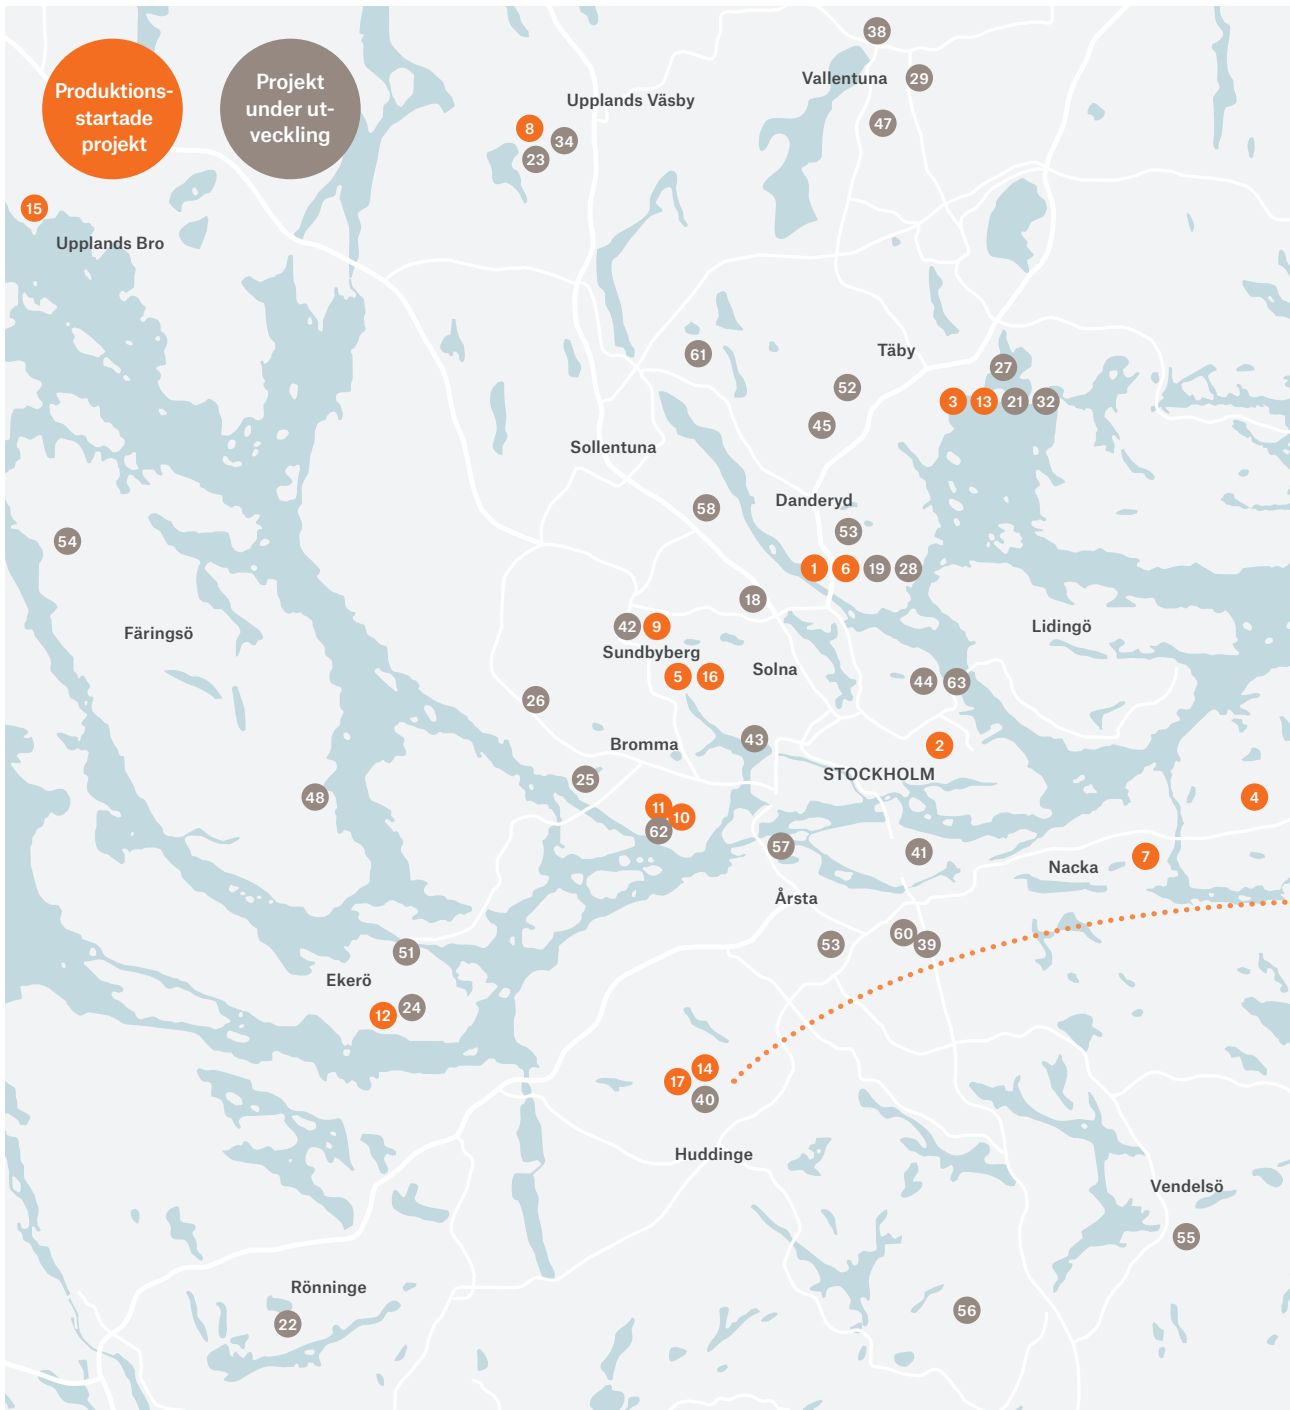 Produktions-
startade
projekt
Projekt
under ut-
veckling
38
Vallentuna
29
Upplands Väsby
47
8
34
23
15
Upplands Bro
61
Täby
27
52
3
13
21
32
45
Sollentuna
Danderyd
58
53
54
1
6
19
28
18
42
9
Färingsö
Lidingö
Sundbyberg
Solna
5
16
44
63
26
43
2
Bromma
STOCKHOLM
25
48
4
11
10
62
57
41
7
Nacka
Årsta
60
53
39
51
Ekerö
24
12
14
17
40
Huddinge
Vendelsö
55
Rönninge
56
22